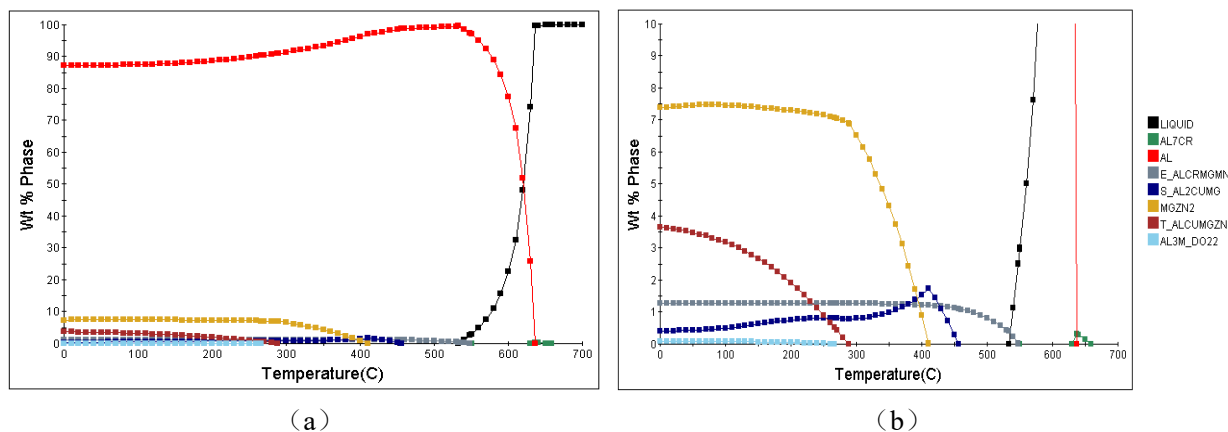 100
90
80
70
60
50
40
30
20
10
0
Wt % Phase
0 100 200 300 400 500 600 700
Temperature(C)
10
9
8
7
6
5
4
3
2
1
0
Wt % Phase
0 100 200 300 400 500 600 700
Temperature(C)
LIQUID
AL7CR
AL
E_ALCRMGMN
S_AL2CUMG
MGZN2
T_ALCUMGZN
AL3M_DO22
（a）
（b）